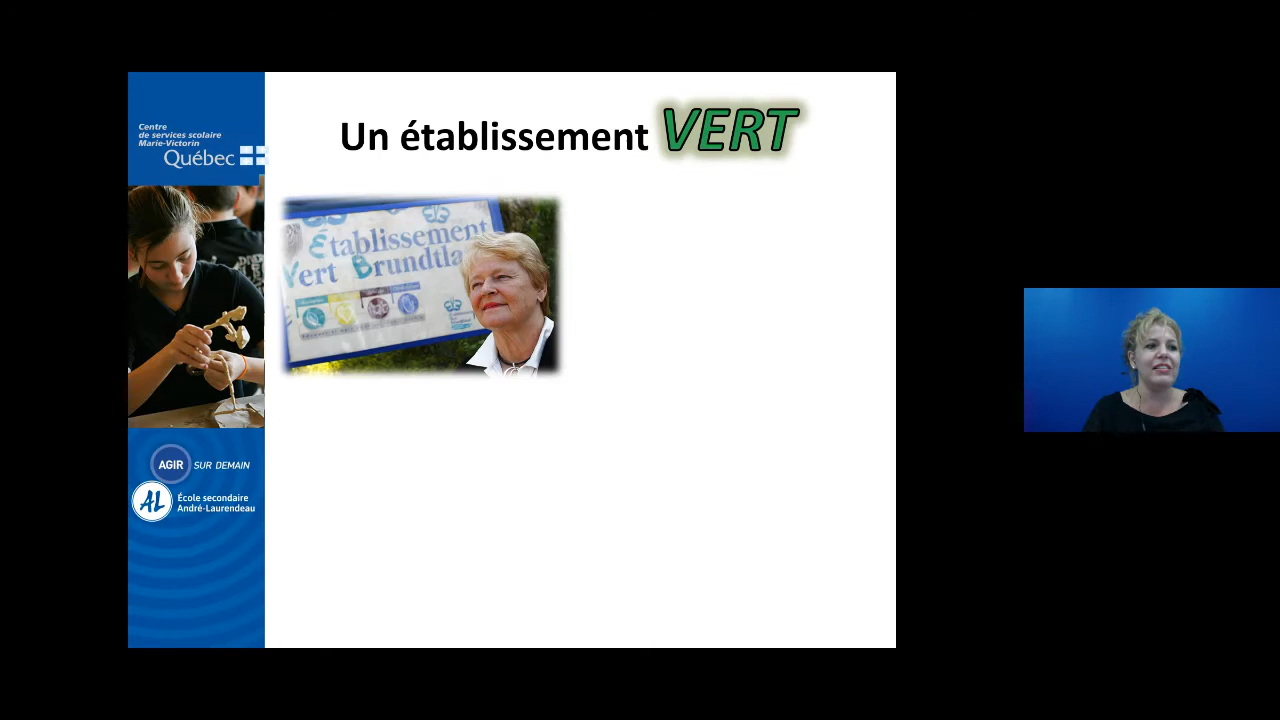 Un établissement VERT
Centre
de services scolaire
Marie-Victorin
Québec
Établissement
Vert Brundtla
AGIR SUR DEMAIN
AL
École secondaire
André-Laurendeau